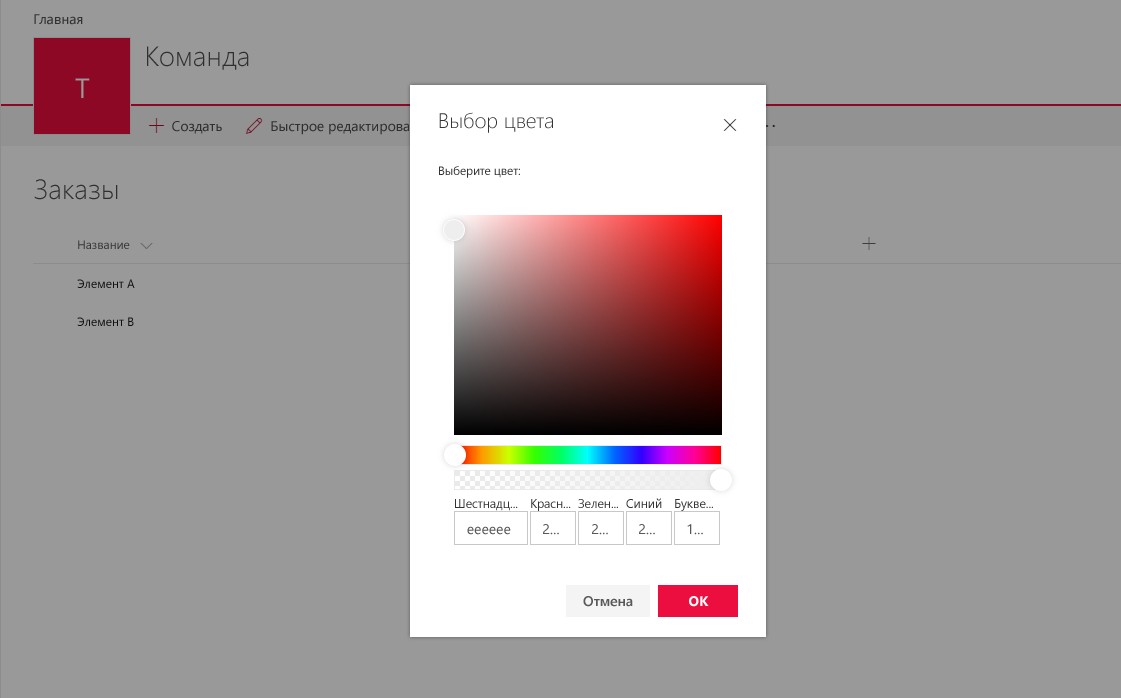 Главная
T
Команда
Создать
Быстрое редактирова
Заказы
Название
Элемент A
Элемент B
Выбор цвета
Выберите цвет:
Шестнадц... Красн... Зелен... Синий Букве...
eeeeee 2... 2... 2... 1...
Отмена
ОК